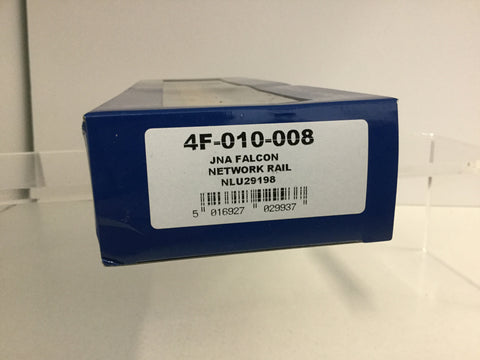 4F-010-008
JNA FALCON
NETWORK RAIL
NLU29198
5 016927 029937